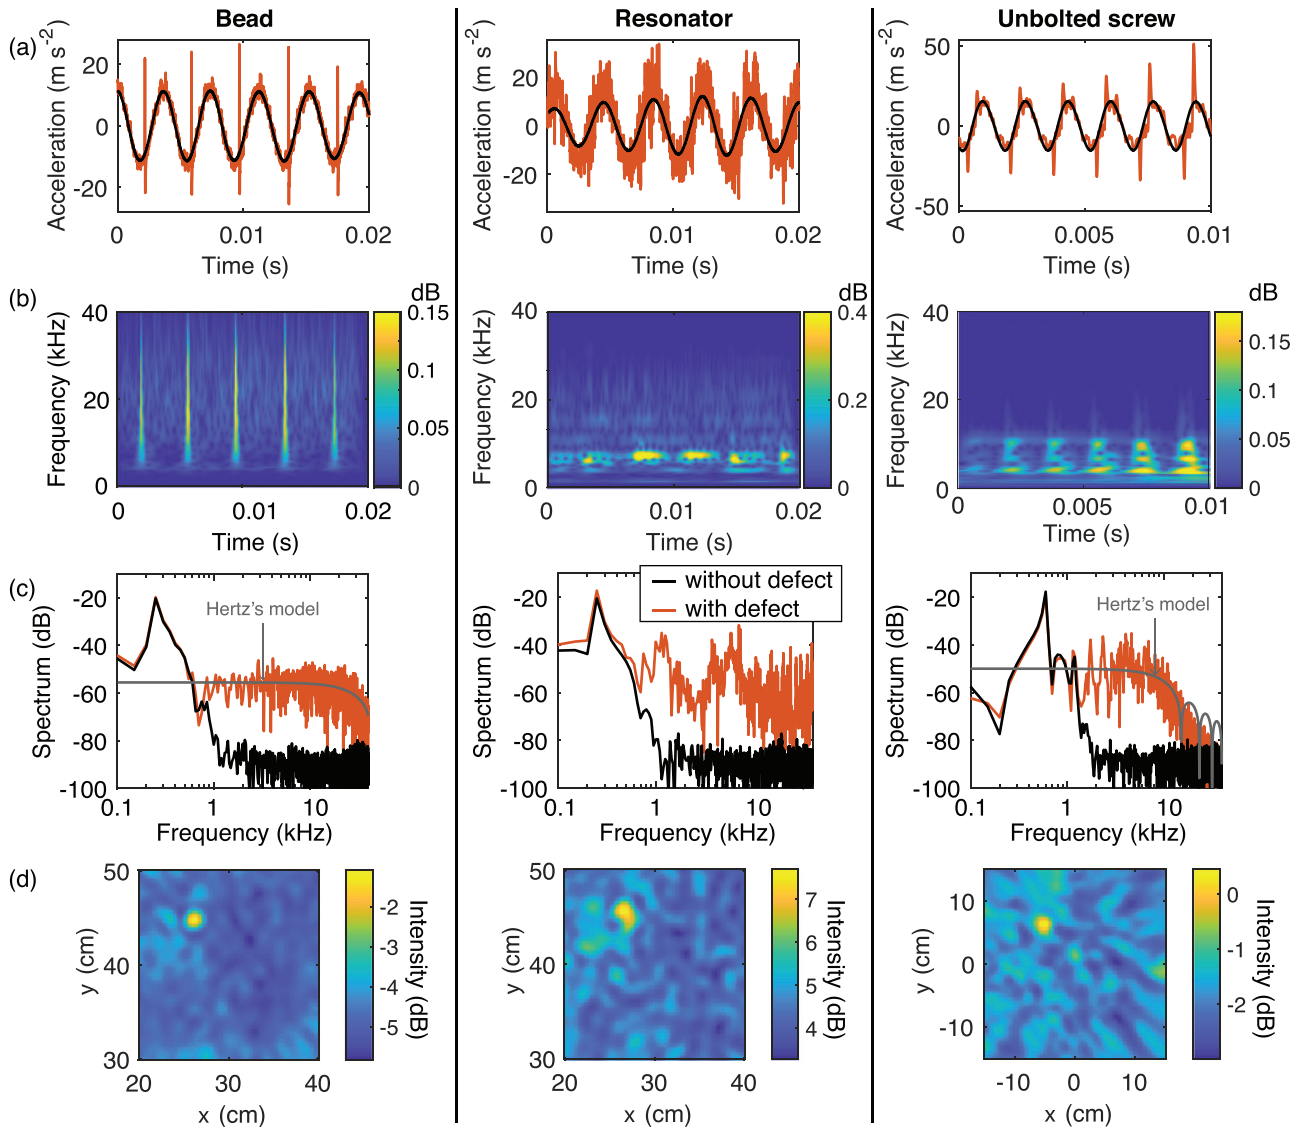 Bead
Resonator
Unbolted screw
(a)
Acceleration (m s-2)
20
0
-20
0
0.01
0.02
Time (s)
Acceleration (m s-2)
20
0
-20
0
0.01
0.02
Time (s)
Acceleration (m s-2)
50
0
-50
0
0.005
0.01
Time (s)
(b)
Frequency (kHz)
40
20
0
0
0.01
0.02
Time (s)
dB
0.15
0.1
0.05
0
Frequency (kHz)
40
20
0
0
0.01
0.02
Time (s)
dB
0.4
0.2
0
Frequency (kHz)
40
20
0
0
0.005
0.01
Time (s)
dB
0.15
0.1
0.05
0
(c)
Spectrum (dB)
-20
-40
-60
-80
-100
0.1
1
10
Frequency (kHz)
Hertz's model
Spectrum (dB)
-20
-40
-60
-80
-100
0.1
1
10
Frequency (kHz)
without defect
with defect
Spectrum (dB)
-20
-40
-60
-80
-100
0.1
1
10
Frequency (kHz)
Hertz's model
(d)
y (cm)
50
40
30
20
30
40
x (cm)
-2
-3
-4
-5
Intensity (dB)
y (cm)
50
40
30
20
30
40
x (cm)
7
6
5
4
Intensity (dB)
y (cm)
10
0
-10
-10
0
10
x (cm)
0
-1
-2
Intensity (dB)